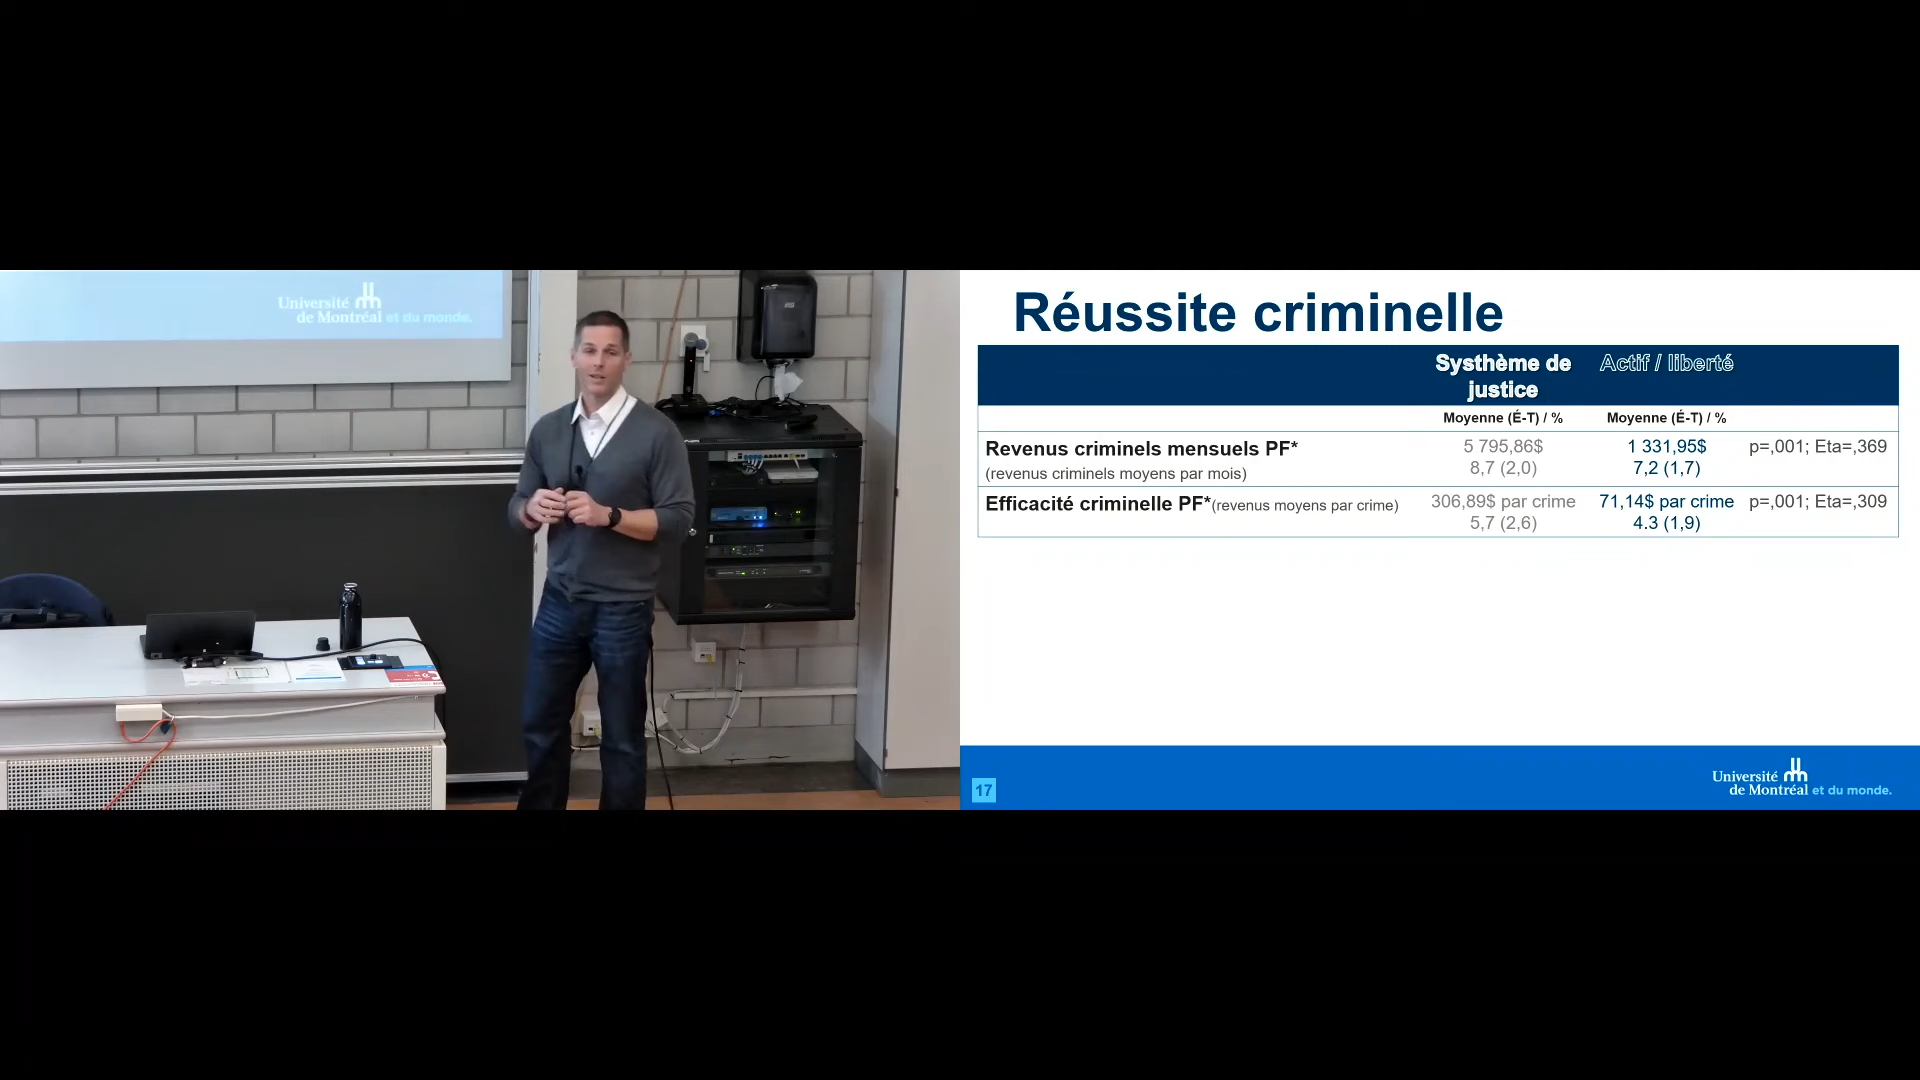 Université
de Montréal et du monde.
Réussite criminelle
Systhème de
justice
Actif / liberté
Moyenne (É-T) / %
Moyenne (É-T) / %
Revenus criminels mensuels PF*
(revenus criminels moyens par mois)
5 795,86$
8,7 (2,0)
1 331,95$
7,2 (1,7)
p=,001; Eta=,369
Efficacité criminelle PF*(revenus moyens par crime)
306,89$ par crime
5,7 (2,6)
71,14$ par crime
4.3 (1,9)
p=,001; Eta=,309
17
Université
de Montréal et du monde.